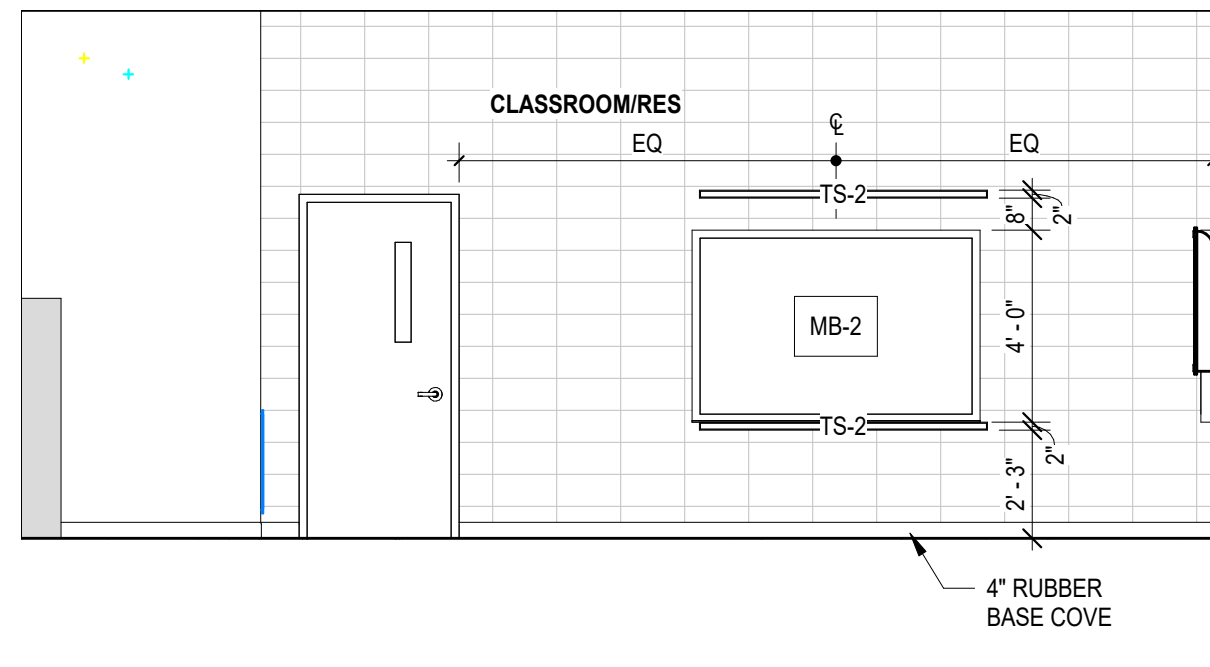 CLASSROOM/RES
℄
EQ
EQ
TS-2
8"
2"
MB-2
4' - 0"
TS-2
2"
2' - 3"
4" RUBBER
BASE COVE